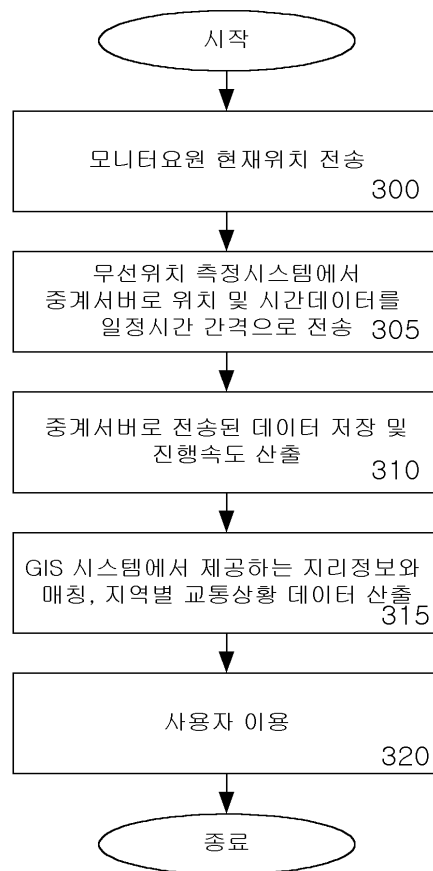 시작
모니터요원 현재위치 전송
300
무선위치 측정시스템에서
중계서버로 위치 및 시간데이터를
일정시간 간격으로 전송 305
중계서버로 전송된 데이터 저장 및
진행속도 산출
310
GIS 시스템에서 제공하는 지리정보와
매칭, 지역별 교통상황 데이터 산출
315
사용자 이용
320
종료